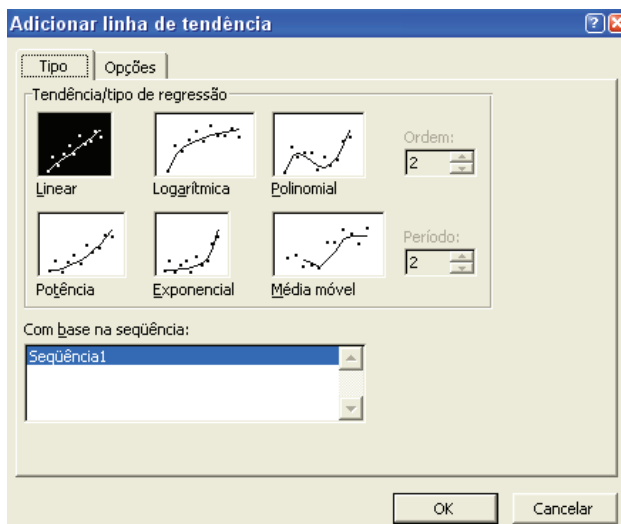 Adicionar linha de tendência
Tipo Opções
Tendência/tipo de regressão
Linear Logarítmica Polinomial
Ordem:
2
Potência Exponencial Média móvel
Período:
2
Com base na seqüência:
Seqüência1
OK Cancelar